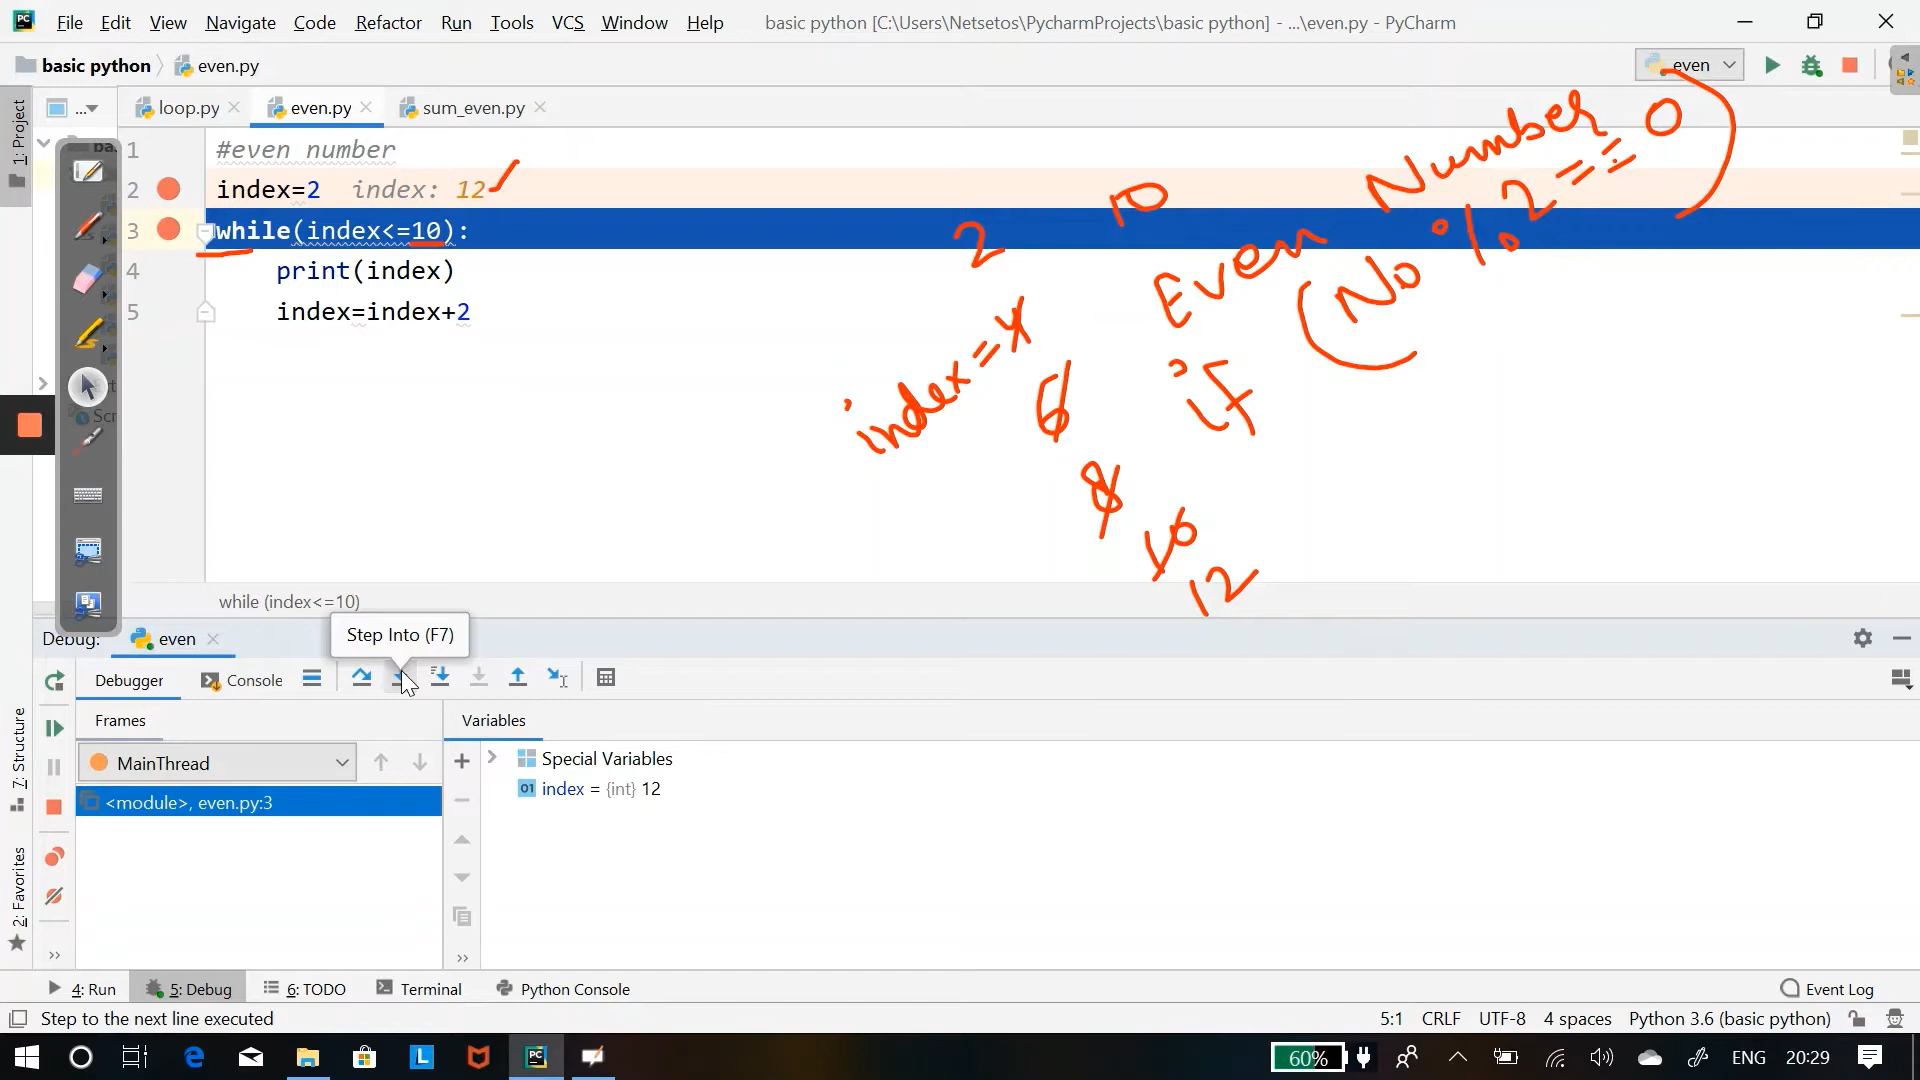 File Edit View Navigate Code Refactor Run Tools VCS Window Help basic python [C:\Users\Netsetos\PycharmProjects\basic python] - ...\even.py - PyCharm
basic python even.py
even
1: Project
...
loop.py
even.py
sum_even.py
1 #even number
2 index=2 index: 12
3 while(index<=10):
4 print(index)
5 index=index+2
2 10
Even Number
(No % 2 == 0)
if
index=4
6
8
10
12
while (index<=10)
Step Into (F7)
Debug: even
Debugger Console
Frames Variables
MainThread
<module>, even.py:3
Special Variables
index = {int} 12
7: Structure
2: Favorites
4: Run 5: Debug 6: TODO Terminal Python Console Event Log
Step to the next line executed 5:1 CRLF UTF-8 4 spaces Python 3.6 (basic python)
60% ENG 20:29